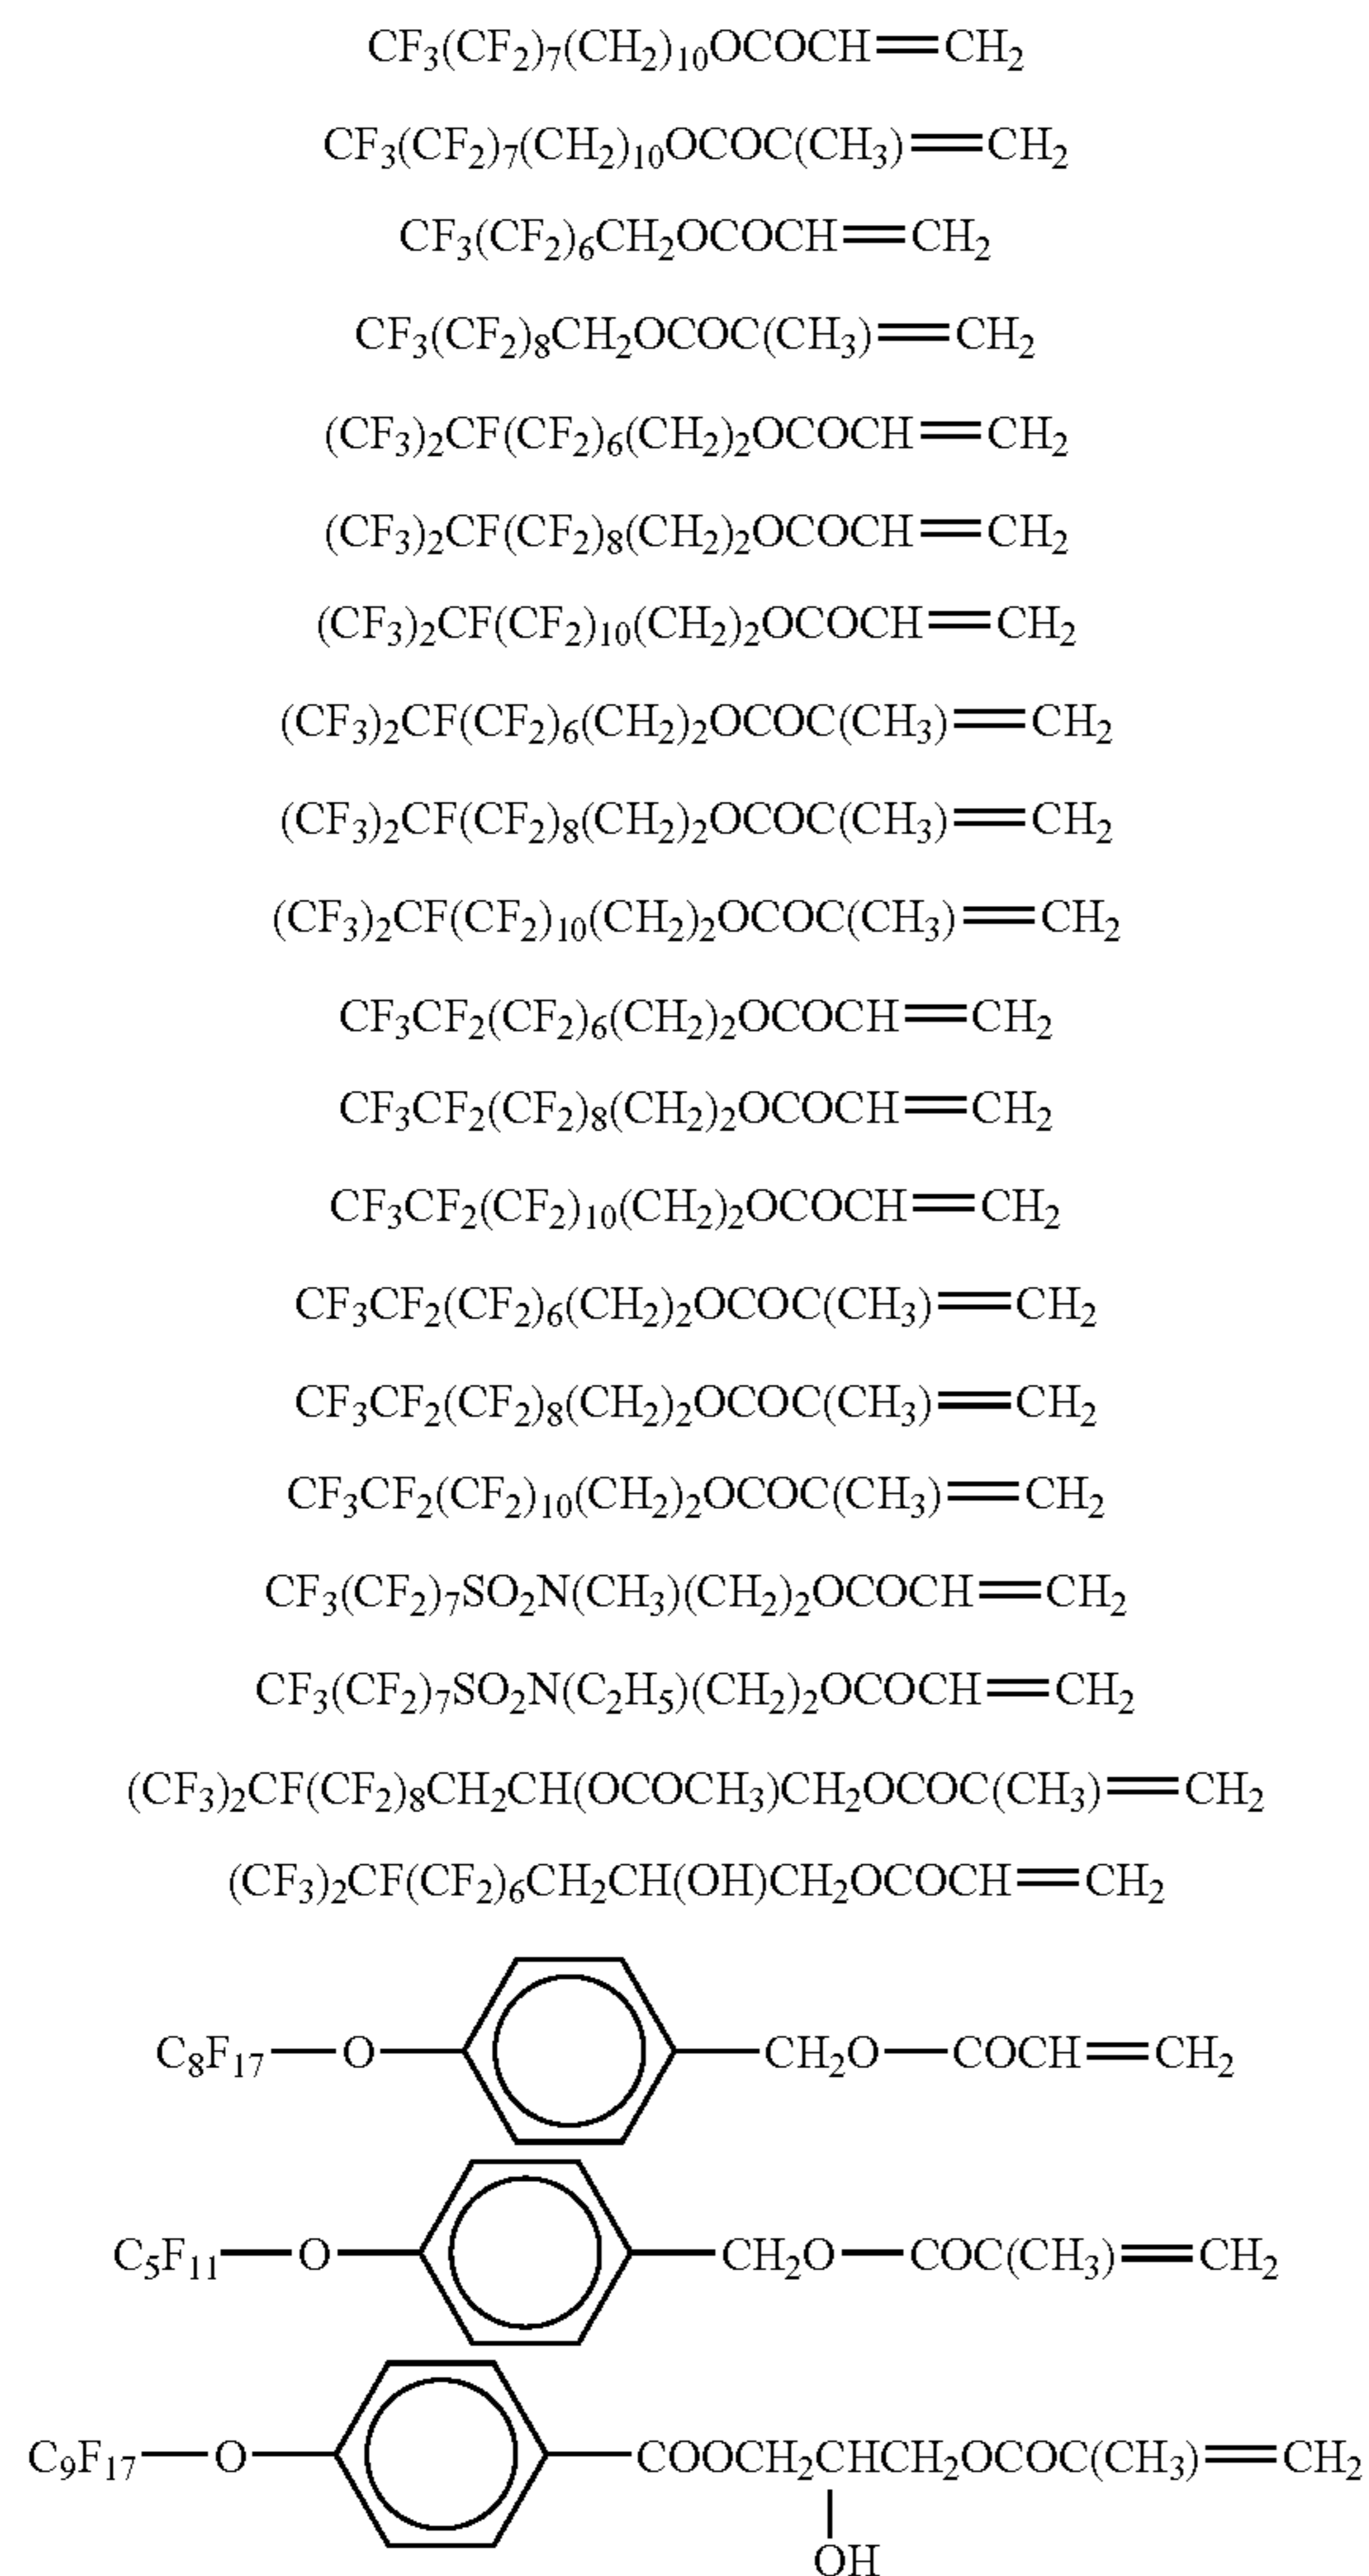 CF₃(CF₂)₇(CH₂)₁₀OCOCH=CH₂
CF₃(CF₂)₇(CH₂)₁₀OCOC(CH₃)=CH₂
CF₃(CF₂)₆CH₂OCOCH=CH₂
CF₃(CF₂)₈CH₂OCOC(CH₃)=CH₂
(CF₃)₂CF(CF₂)₆(CH₂)₂OCOCH=CH₂
(CF₃)₂CF(CF₂)₈(CH₂)₂OCOCH=CH₂
(CF₃)₂CF(CF₂)₁₀(CH₂)₂OCOCH=CH₂
(CF₃)₂CF(CF₂)₆(CH₂)₂OCOC(CH₃)=CH₂
(CF₃)₂CF(CF₂)₈(CH₂)₂OCOC(CH₃)=CH₂
(CF₃)₂CF(CF₂)₁₀(CH₂)₂OCOC(CH₃)=CH₂
CF₃CF₂(CF₂)₆(CH₂)₂OCOCH=CH₂
CF₃CF₂(CF₂)₈(CH₂)₂OCOCH=CH₂
CF₃CF₂(CF₂)₁₀(CH₂)₂OCOCH=CH₂
CF₃CF₂(CF₂)₆(CH₂)₂OCOC(CH₃)=CH₂
CF₃CF₂(CF₂)₈(CH₂)₂OCOC(CH₃)=CH₂
CF₃CF₂(CF₂)₁₀(CH₂)₂OCOC(CH₃)=CH₂
CF₃(CF₂)₇SO₂N(CH₃)(CH₂)₂OCOCH=CH₂
CF₃(CF₂)₇SO₂N(C₂H₅)(CH₂)₂OCOCH=CH₂
(CF₃)₂CF(CF₂)₈CH₂CH(OCOCH₃)CH₂OCOC(CH₃)=CH₂
(CF₃)₂CF(CF₂)₆CH₂CH(OH)CH₂OCOCH=CH₂
C₈F₁₇—O— —CH₂O—COCH=CH₂
C₅F₁₁—O— —CH₂O—COC(CH₃)=CH₂
C₉F₁₇—O— —COOCH₂CHCH₂OCOC(CH₃)=CH₂
OH